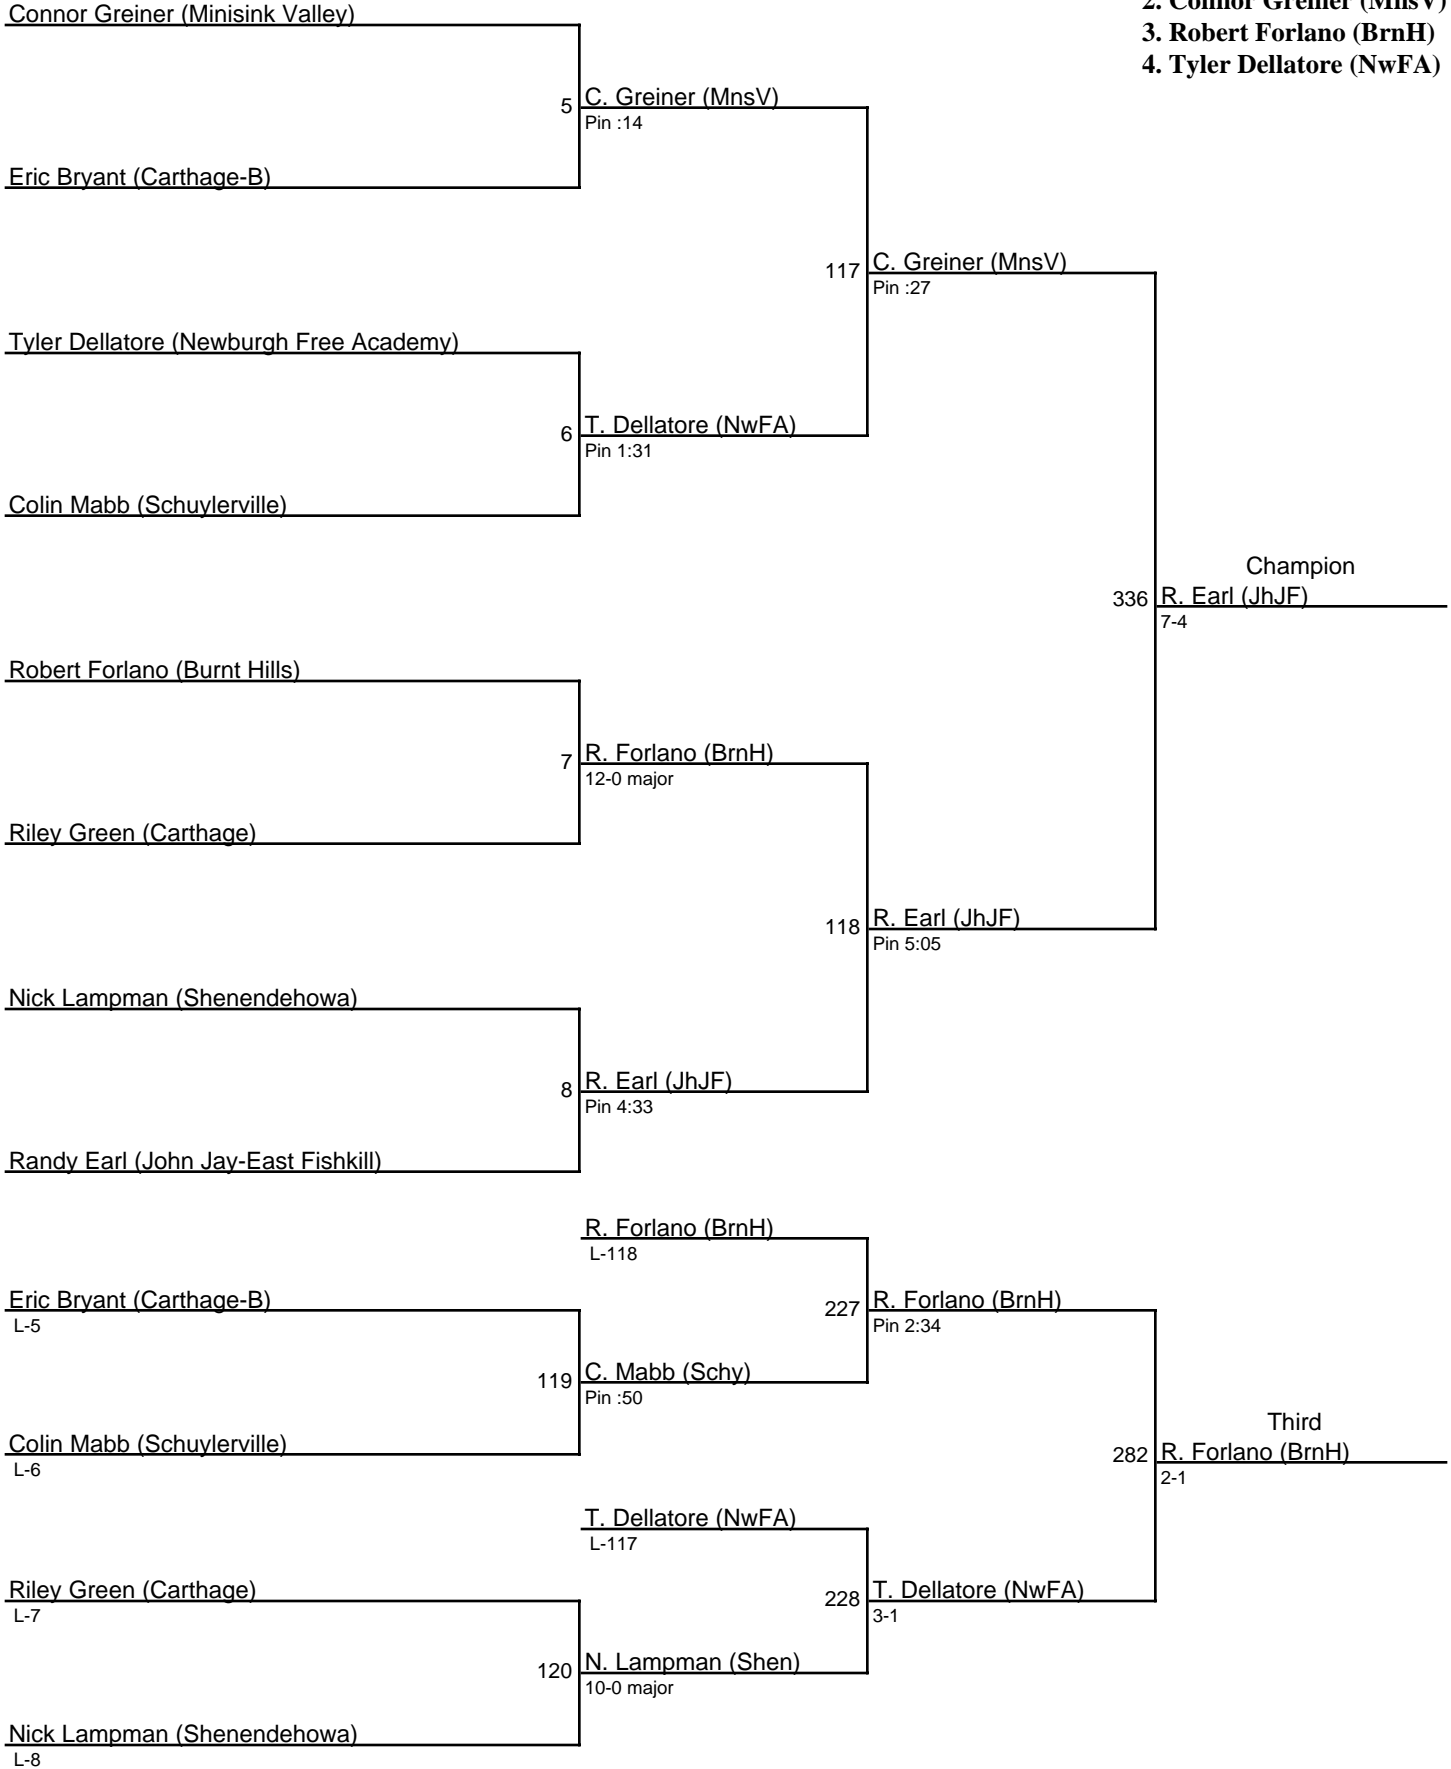 2. Connor Greiner (MnsV)
3. Robert Forlano (BrnH)
4. Tyler Dellatore (NwFA)
Connor Greiner (Minisink Valley)
5 C. Greiner (MnsV)
Pin :14
Eric Bryant (Carthage-B)
117 C. Greiner (MnsV)
Pin :27
Tyler Dellatore (Newburgh Free Academy)
6 T. Dellatore (NwFA)
Pin 1:31
Colin Mabb (Schuylerville)
Champion
336 R. Earl (JhJF)
7-4
Robert Forlano (Burnt Hills)
7 R. Forlano (BrnH)
12-0 major
Riley Green (Carthage)
118 R. Earl (JhJF)
Pin 5:05
Nick Lampman (Shenendehowa)
8 R. Earl (JhJF)
Pin 4:33
Randy Earl (John Jay-East Fishkill)
R. Forlano (BrnH)
L-118
Eric Bryant (Carthage-B)
L-5
227 R. Forlano (BrnH)
Pin 2:34
119 C. Mabb (Schy)
Pin :50
Colin Mabb (Schuylerville)
L-6
Third
282 R. Forlano (BrnH)
2-1
T. Dellatore (NwFA)
L-117
Riley Green (Carthage)
L-7
228 T. Dellatore (NwFA)
3-1
120 N. Lampman (Shen)
10-0 major
Nick Lampman (Shenendehowa)
L-8